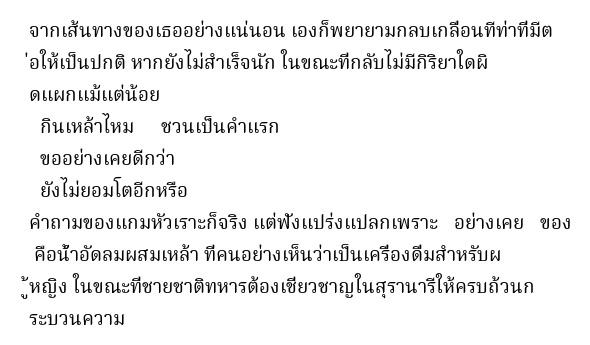 จากเส้นทางของเธออย่างแน่นอน เองก็พยายามกลบเกลื่อนทีท่าที่มีต
่อให้เป็นปกติ หากยังไม่สำเร็จนัก ในขณะที่กลับไม่มีกิริยาใดผิ
ดแผกแม้แต่น้อย
กินเหล้าไหม ชวนเป็นคำแรก
ขออย่างเคยดีกว่า
ยังไม่ยอมโตอีกหรือ
คำถามของแกมหัวเราะก็จริง แต่ฟังแปร่งแปลกเพราะ อย่างเคย ของ
คือน้ำอัดลมผสมเหล้า ที่คนอย่างเห็นว่าเป็นเครื่องดื่มสำหรับผ
ู้หญิง ในขณะที่ชายชาติทหารต้องเชี่ยวชาญในสุรานารีให้ครบถ้วนก
ระบวนความ